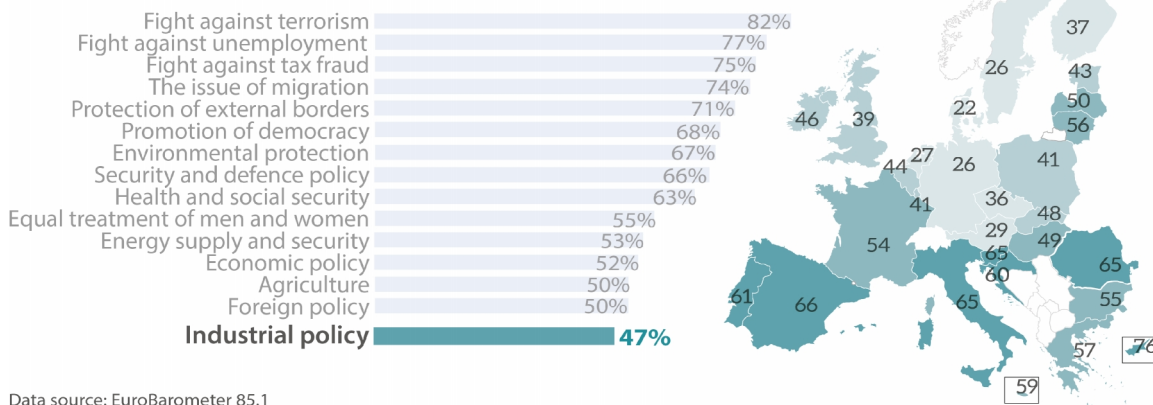 Fight against terrorism 82%
Fight against unemployment 77%
Fight against tax fraud 75%
The issue of migration 74%
Protection of external borders 71%
Promotion of democracy 68%
Environmental protection 67%
Security and defence policy 66%
Health and social security 63%
Equal treatment of men and women 55%
Energy supply and security 53%
Economic policy 52%
Agriculture 50%
Foreign policy 50%
Industrial policy 47%
37
26
43
50
22
46
39
56
27
44
26
41
36
41
48
29
54
49
65
65
60
61
66
65
55
57
76
59
Data source: EuroBarometer 85.1